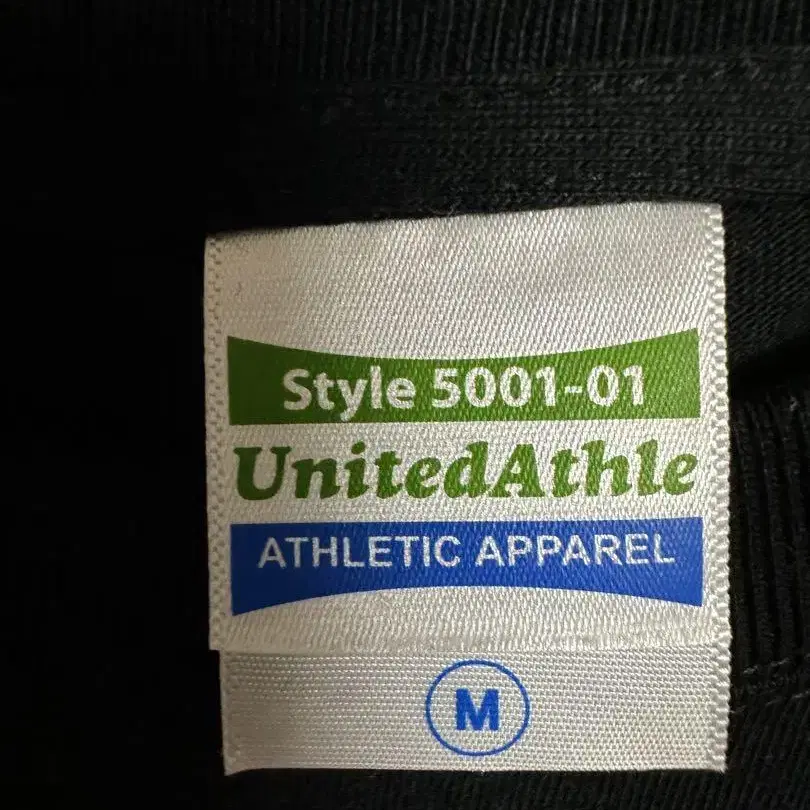 Style 5001-01
UnitedAthle
ATHLETIC APPAREL
M